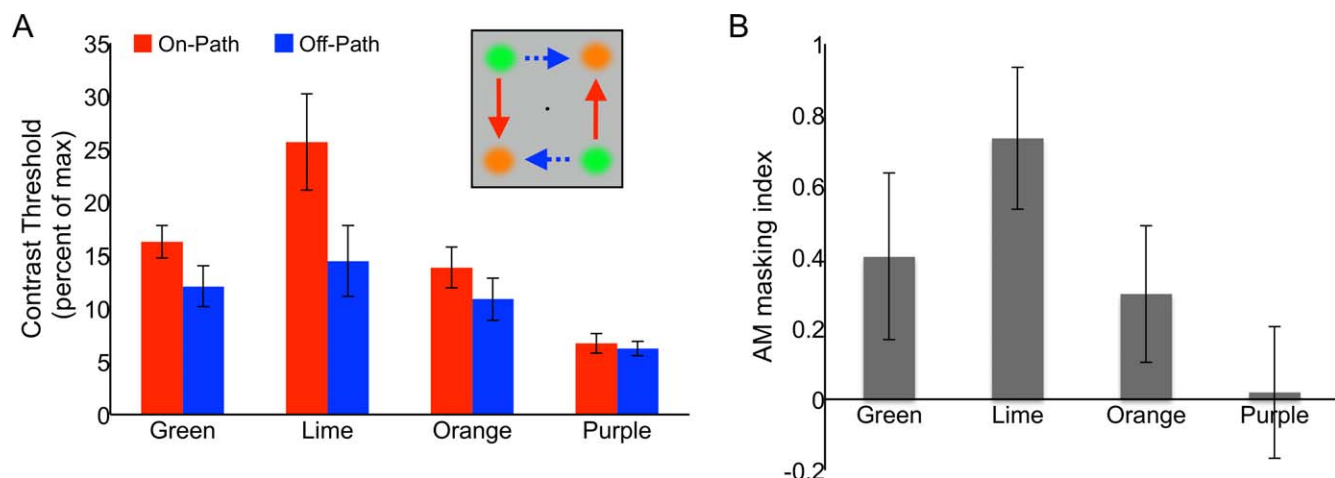 A
On-Path
Off-Path
Contrast Threshold
(percent of max)
35
30
25
20
15
10
5
0
Green
Lime
Orange
Purple
B
AM masking index
1
0.8
0.6
0.4
0.2
0
-0.2
Green
Lime
Orange
Purple